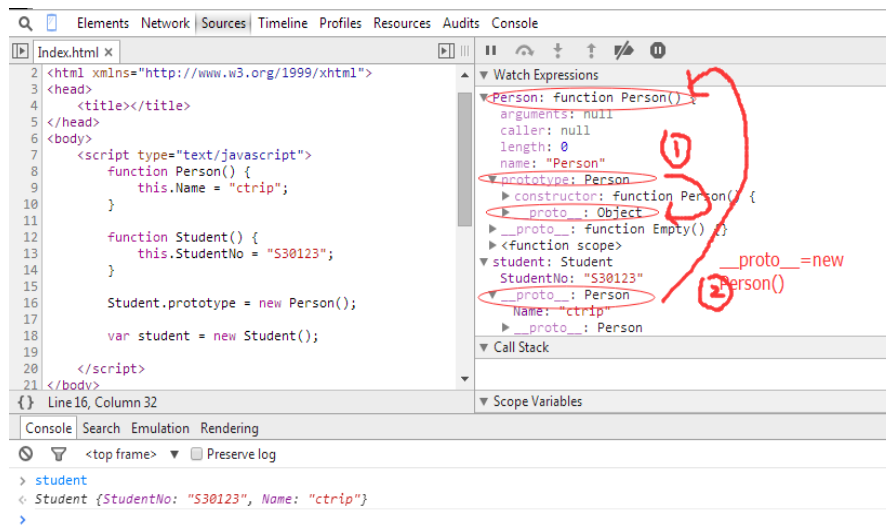 Elements Network Sources Timeline Profiles Resources Audits Console
Index.html ×
2 <html xmlns="http://www.w3.org/1999/xhtml">
3 <head>
4 <title></title>
5 </head>
6 <body>
7 <script type="text/javascript">
8 function Person() {
9 this.Name = "ctrip";
10 }
11
12 function Student() {
13 this.StudentNo = "S30123";
14 }
15
16 Student.prototype = new Person();
17
18 var student = new Student();
19
20 </script>
21 </body>
{} Line 16, Column 32
Watch Expressions
Person: function Person() {
arguments: null
caller: null
length: 0
name: "Person"
prototype: Person
constructor: function Person() {
__proto__: Object
__proto__: function Empty() {}
<function scope>
student: Student
StudentNo: "S30123"
__proto__: Person
Name: "ctrip"
__proto__: Person
1
2
__proto__=new
Person()
Call Stack
Scope Variables
Console Search Emulation Rendering
<top frame> ▼ Preserve log
> student
< Student {StudentNo: "S30123", Name: "ctrip"}
>